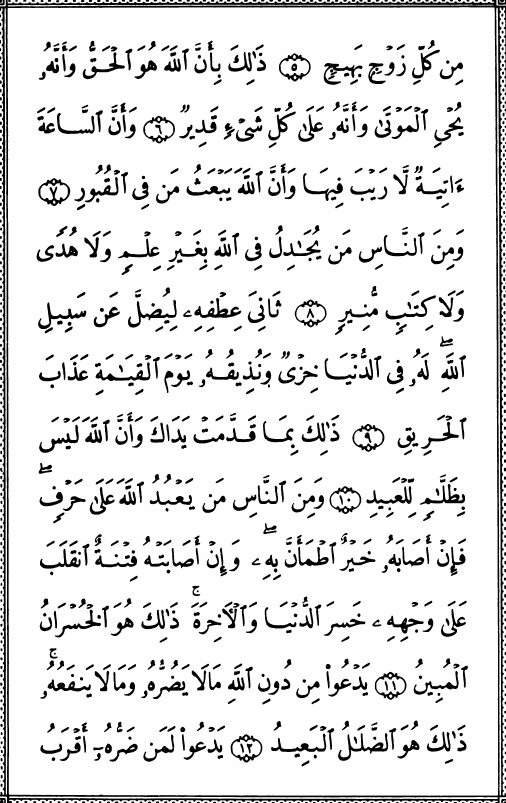 مِن كُلِّ زَوۡجِۭ بَهِيجٖ ٥ ذَٰلِكَ بِأَنَّ ٱللَّهَ هُوَ ٱلۡحَقُّ وَأَنَّهُۥ
يُحۡيِ ٱلۡمَوۡتَىٰ وَأَنَّهُۥ عَلَىٰ كُلِّ شَيۡءٖ قَدِيرٞ ٦ وَأَنَّ ٱلسَّاعَةَ
ءَاتِيَةٞ لَّا رَيۡبَ فِيهَا وَأَنَّ ٱللَّهَ يَبۡعَثُ مَن فِي ٱلۡقُبُورِ ٧
وَمِنَ ٱلنَّاسِ مَن يُجَٰدِلُ فِي ٱللَّهِ بِغَيۡرِ عِلۡمٖ وَلَا هُدٗى
وَلَا كِتَٰبٖ مُّنِيرٖ ٨ ثَانِيَ عِطۡفِهِۦ لِيُضِلَّ عَن سَبِيلِ
ٱللَّهِۖ لَهُۥ فِي ٱلدُّنۡيَا خِزۡيٞۖ وَنُذِيقُهُۥ يَوۡمَ ٱلۡقِيَٰمَةِ عَذَابَ
ٱلۡحَرِيقِ ٩ ذَٰلِكَ بِمَا قَدَّمَتۡ يَدَاكَ وَأَنَّ ٱللَّهَ لَيۡسَ
بِظَلَّٰمٖ لِّلۡعَبِيدِ ١٠ وَمِنَ ٱلنَّاسِ مَن يَعۡبُدُ ٱللَّهَ عَلَىٰ حَرۡفٖۖ
فَإِنۡ أَصَابَهُۥ خَيۡرٌ ٱطۡمَأَنَّ بِهِۦۖ وَإِنۡ أَصَابَتۡهُ فِتۡنَةٌ ٱنقَلَبَ
عَلَىٰ وَجۡهِهِۦ خَسِرَ ٱلدُّنۡيَا وَٱلۡأٓخِرَةَۚ ذَٰلِكَ هُوَ ٱلۡخُسۡرَانُ
ٱلۡمُبِينُ ١١ يَدۡعُواْ مِن دُونِ ٱللَّهِ مَا لَا يَضُرُّهُۥ وَمَا لَا يَنفَعُهُۥۚ
ذَٰلِكَ هُوَ ٱلضَّلَٰلُ ٱلۡبَعِيدُ ١٢ يَدۡعُواْ لَمَن ضَرُّهُۥٓ أَقۡرَبُ